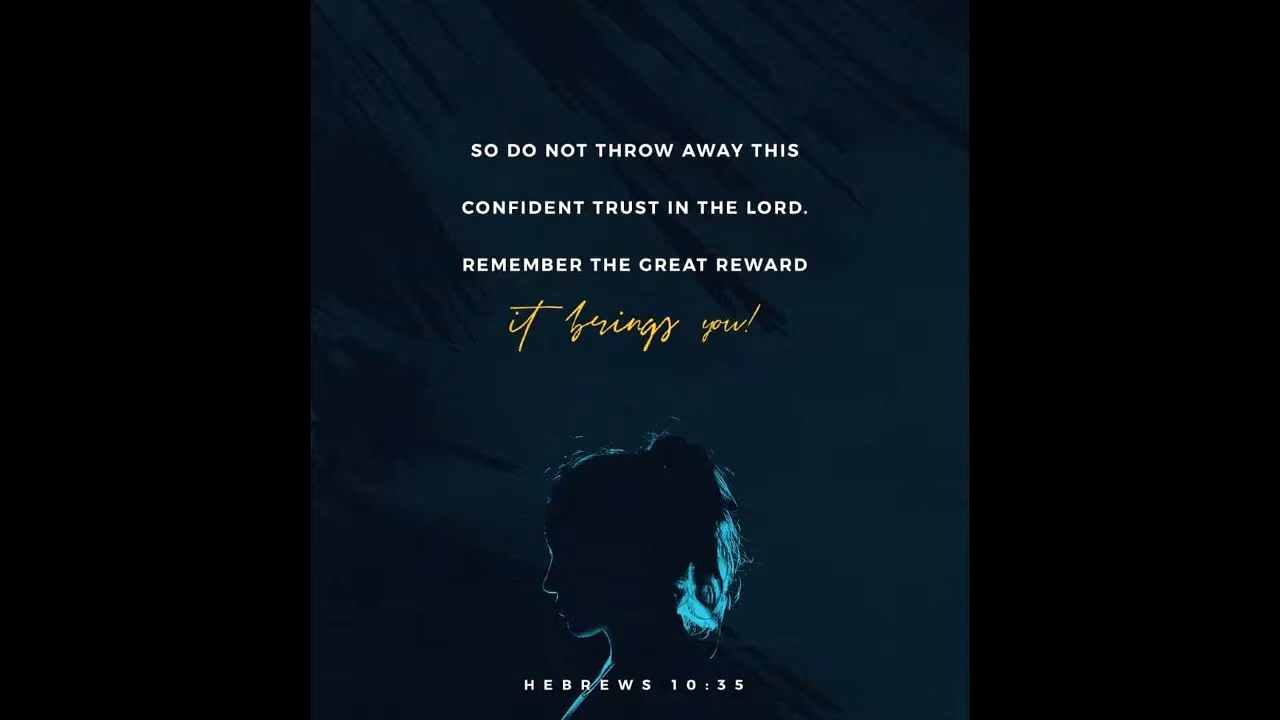 SO DO NOT THROW AWAY THIS
CONFIDENT TRUST IN THE LORD.
REMEMBER THE GREAT REWARD
it brings you!
HEBREWS 10:35